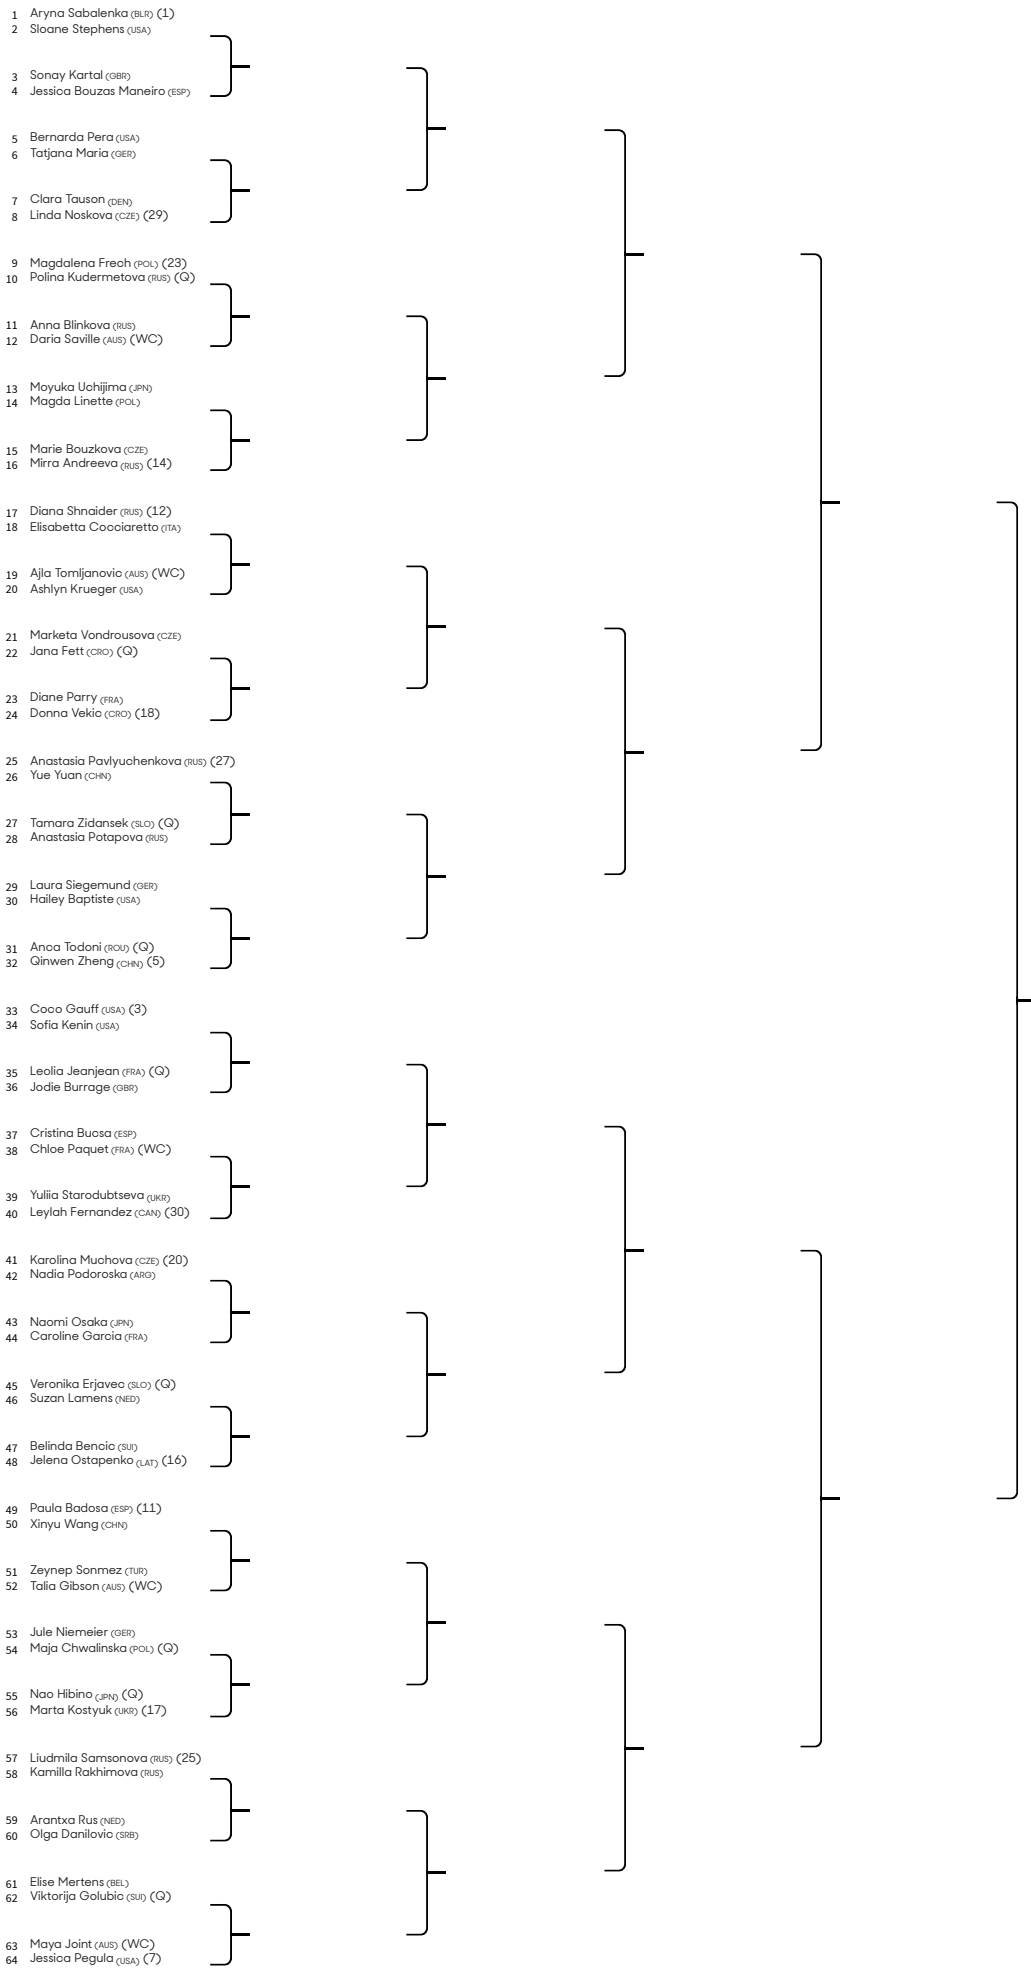 1 Aryna Sabalenka (BLR) (1)
2 Sloane Stephens (USA)
3 Sonay Kartal (GBR)
4 Jessica Bouzas Maneiro (ESP)
5 Bernarda Pera (USA)
6 Tatjana Maria (GER)
7 Clara Tauson (DEN)
8 Linda Noskova (CZE) (29)
9 Magdalena Frech (POL) (23)
10 Polina Kudermetova (RUS) (Q)
11 Anna Blinkova (RUS)
12 Daria Saville (AUS) (WC)
13 Moyuka Uchijima (JPN)
14 Magda Linette (POL)
15 Marie Bouzkova (CZE)
16 Mirra Andreeva (RUS) (14)
17 Diana Shnaider (RUS) (12)
18 Elisabetta Cocciaretto (ITA)
19 Ajla Tomljanovic (AUS) (WC)
20 Ashlyn Krueger (USA)
21 Marketa Vondrousova (CZE)
22 Jana Fett (CRO) (Q)
23 Diane Parry (FRA)
24 Donna Vekic (CRO) (18)
25 Anastasia Pavlyuchenkova (RUS) (27)
26 Yue Yuan (CHN)
27 Tamara Zidansek (SLO) (Q)
28 Anastasia Potapova (RUS)
29 Laura Siegemund (GER)
30 Hailey Baptiste (USA)
31 Anca Todoni (ROU) (Q)
32 Qinwen Zheng (CHN) (5)
33 Coco Gauff (USA) (3)
34 Sofia Kenin (USA)
35 Leolia Jeanjean (FRA) (Q)
36 Jodie Burrage (GBR)
37 Cristina Bucsa (ESP)
38 Chloe Paquet (FRA) (WC)
39 Yuliia Starodubtseva (UKR)
40 Leylah Fernandez (CAN) (30)
41 Karolina Muchova (CZE) (20)
42 Nadia Podoroska (ARG)
43 Naomi Osaka (JPN)
44 Caroline Garcia (FRA)
45 Veronika Erjavec (SLO) (Q)
46 Suzan Lamens (NED)
47 Belinda Bencic (SUI)
48 Jelena Ostapenko (LAT) (16)
49 Paula Badosa (ESP) (11)
50 Xinyu Wang (CHN)
51 Zeynep Sonmez (TUR)
52 Talia Gibson (AUS) (WC)
53 Jule Niemeier (GER)
54 Maja Chwalinska (POL) (Q)
55 Nao Hibino (JPN) (Q)
56 Marta Kostyuk (UKR) (17)
57 Liudmila Samsonova (RUS) (25)
58 Kamilla Rakhimova (RUS)
59 Arantxa Rus (NED)
60 Olga Danilovic (SRB)
61 Elise Mertens (BEL)
62 Viktorija Golubic (SUI) (Q)
63 Maya Joint (AUS) (WC)
64 Jessica Pegula (USA) (7)